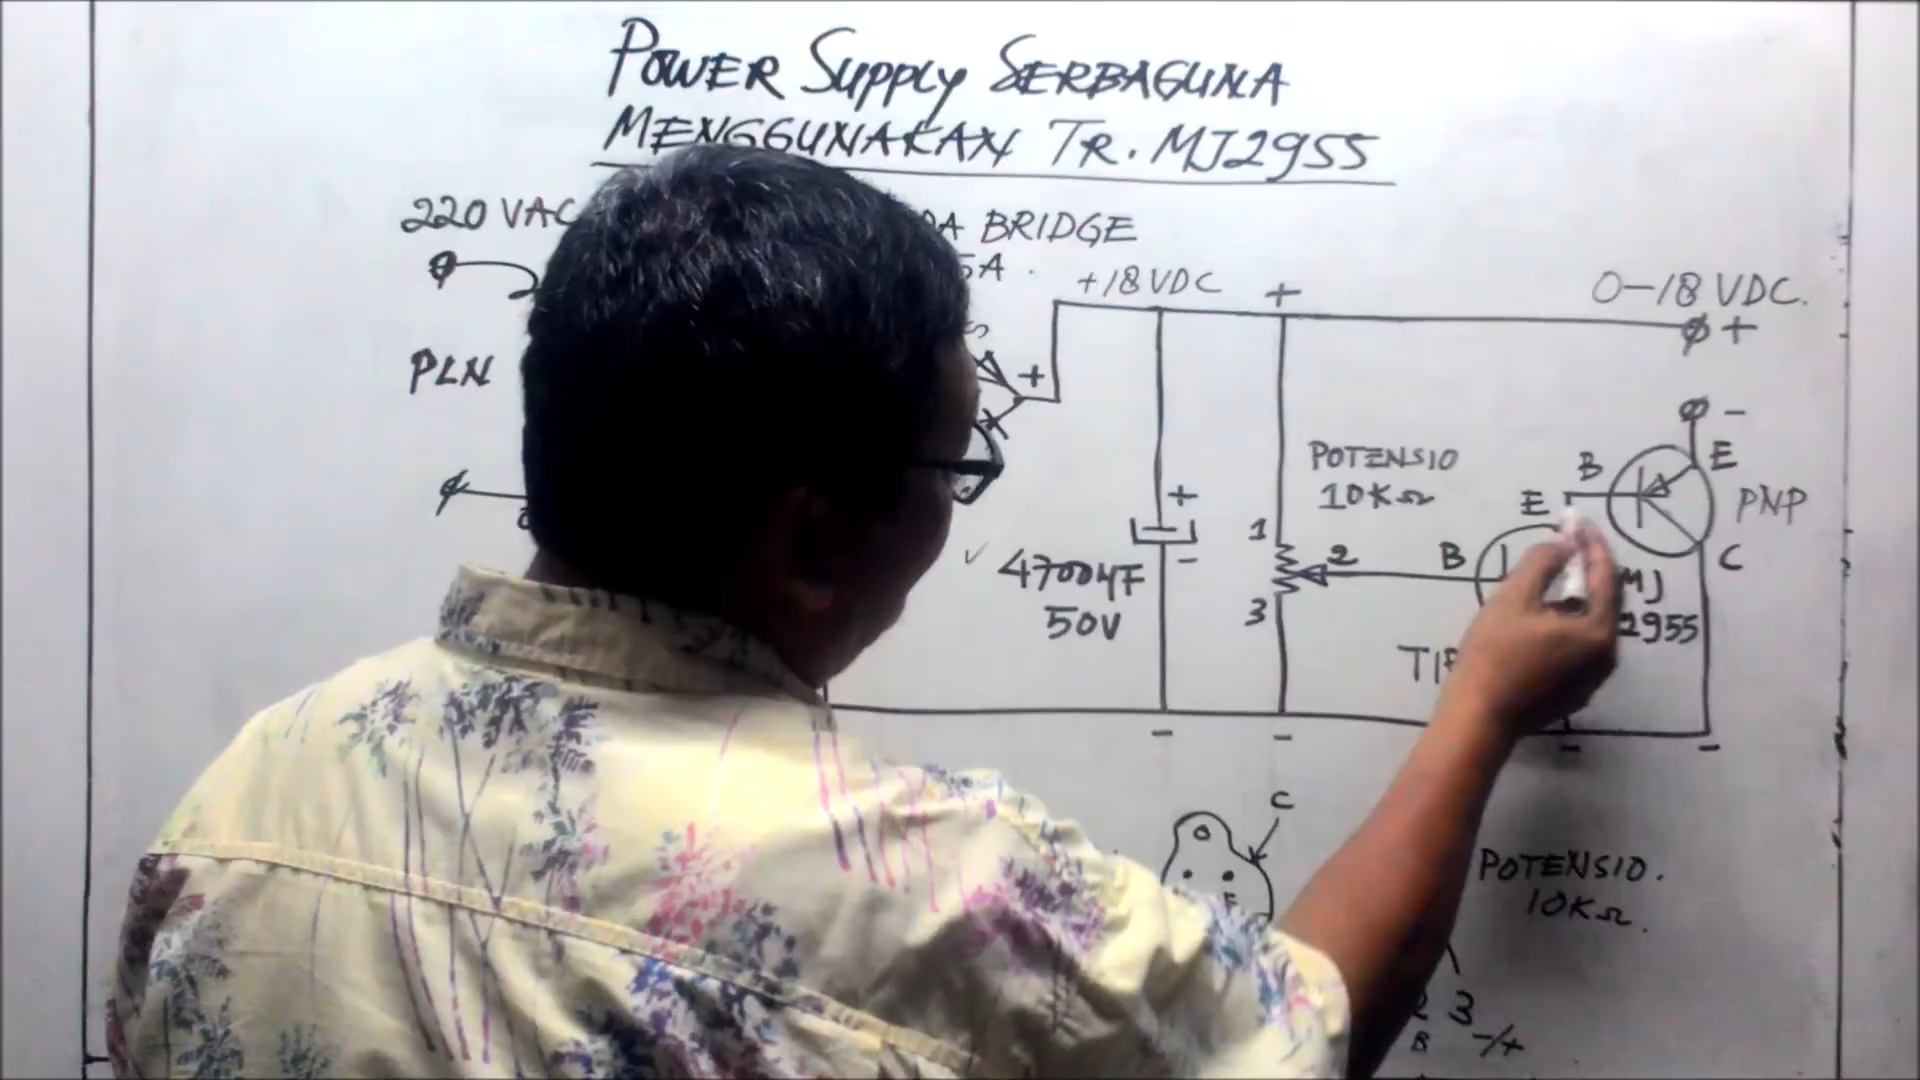 POWER SUPPLY SERBAGUNA
MENGGUNAKAN TR. MJ2955
220 VAC
A BRIDGE
5A.
+18 VDC
+
0-18 VDC.
+
PLN
+
-
POTENSIO
10KΩ
B
E
E
PNP
+
-
1
2
3
B
C
4700µF
50V
MJ
2955
-
-
-
-
C
POTENSIO.
10KΩ.
3
B
-/+